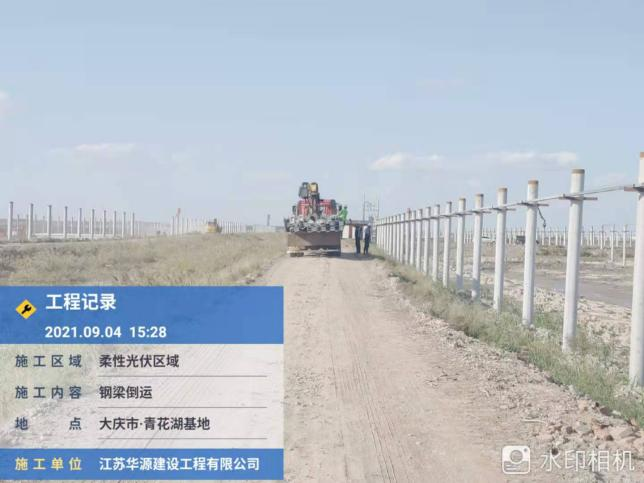 工程记录
2021.09.04 15:28
施工区域 柔性光伏区域
施工内容 钢梁倒运
地点 大庆市·青花湖基地
施工单位 江苏华源建设工程有限公司
水印相机